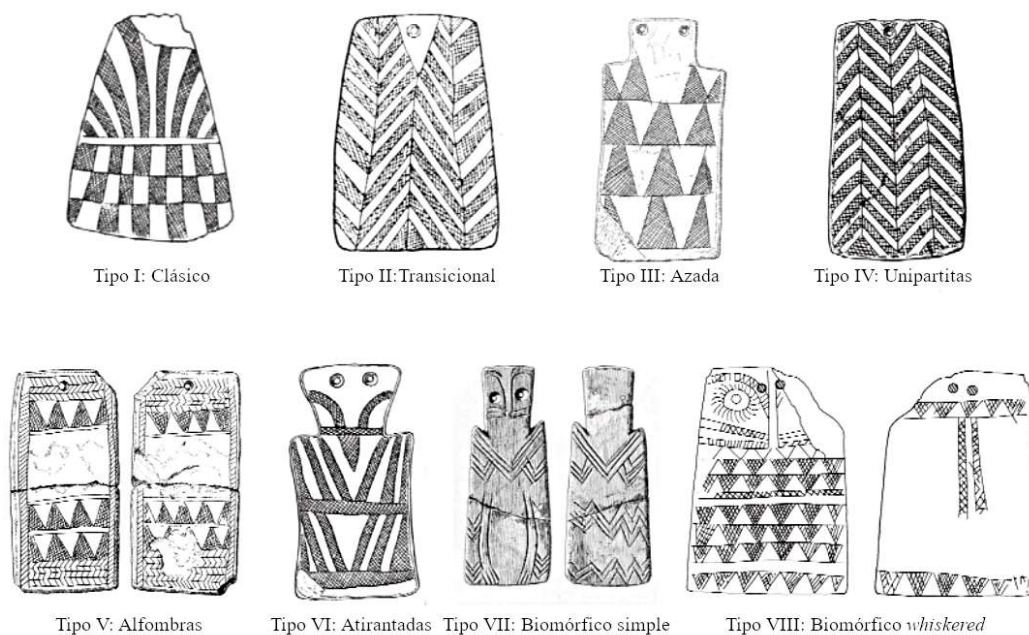 Tipo I: Clásico
Tipo II: Transicional
Tipo III: Azada
Tipo IV: Unipartitas
Tipo V: Alfombras
Tipo VI: Atirantadas
Tipo VII: Biomórfico simple
Tipo VIII: Biomórfico whiskered